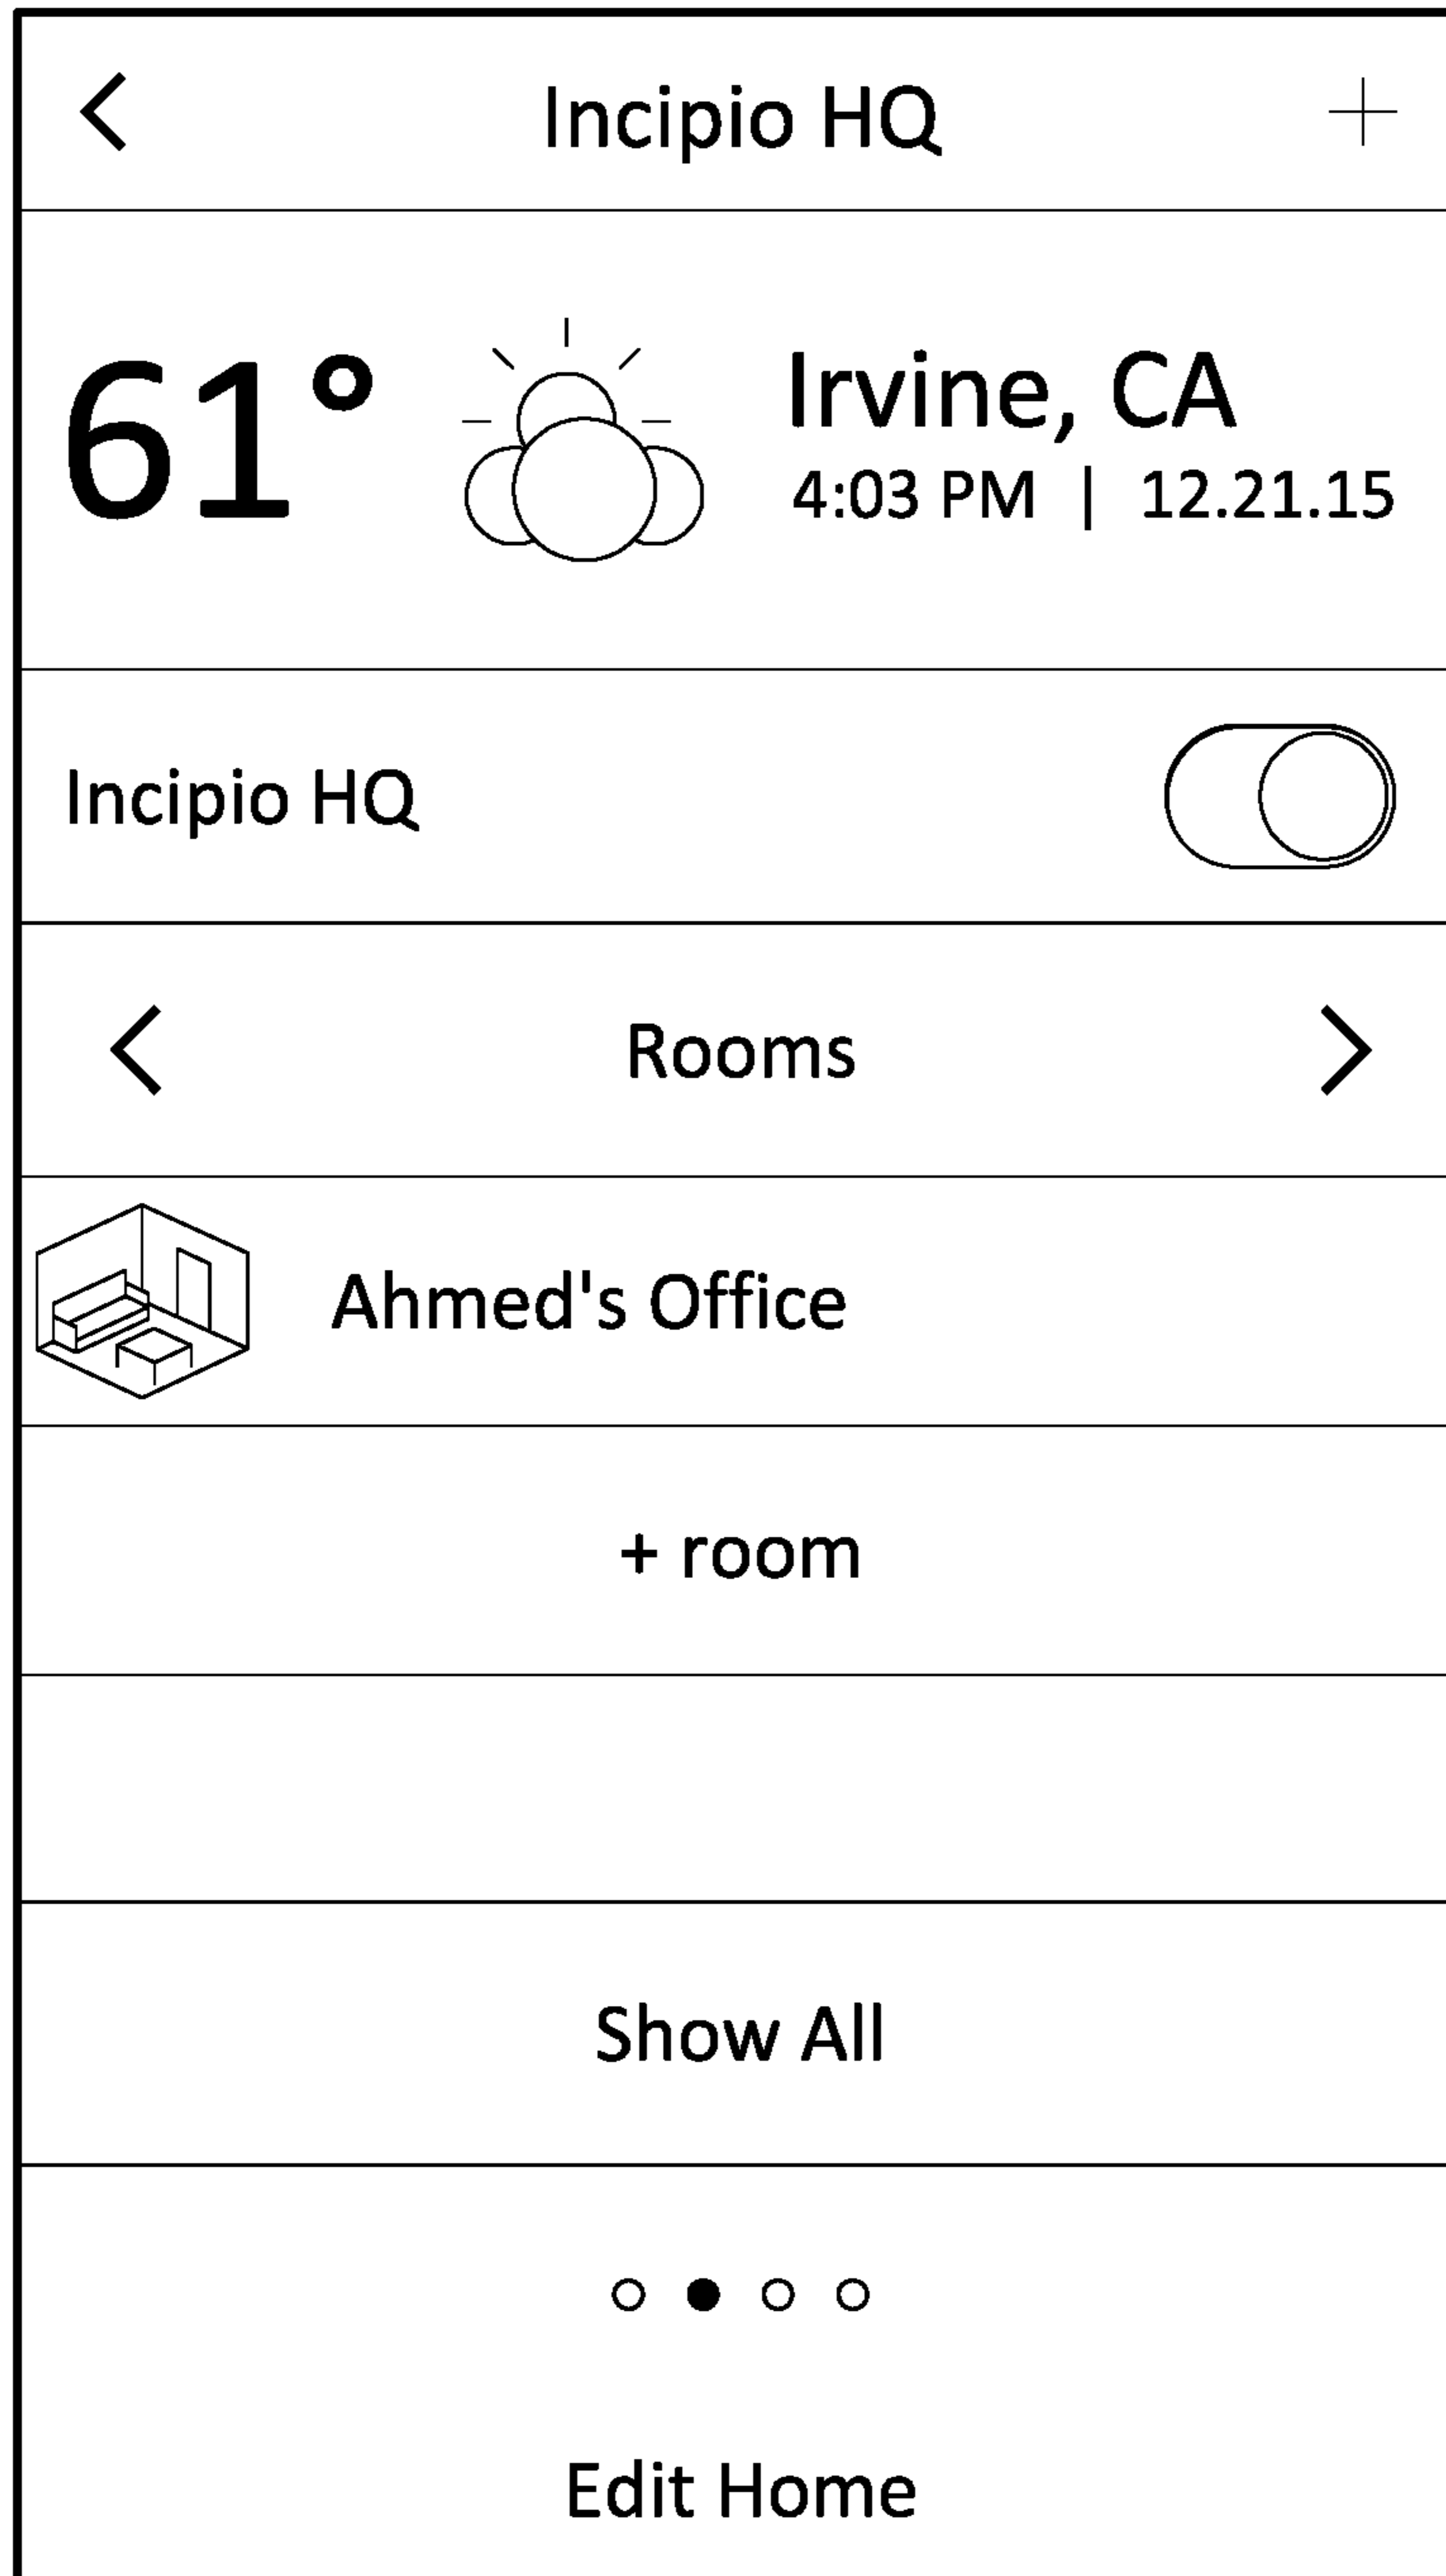 Incipio HQ
61° Irvine, CA
4:03 PM | 12.21.15
Incipio HQ
Rooms
Ahmed's Office
+ room
Show All
Edit Home